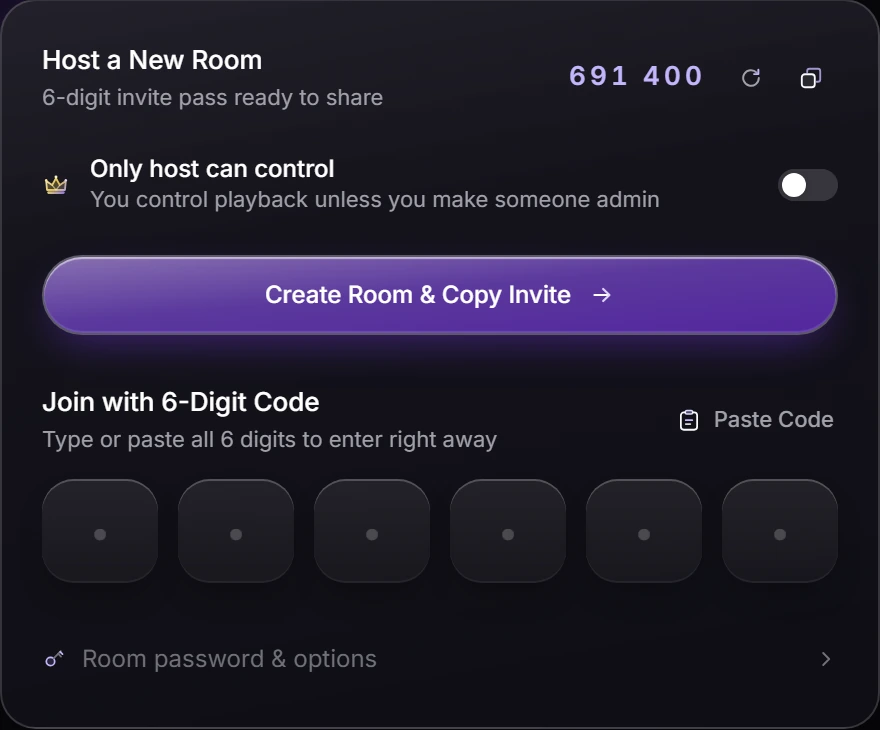 Host a New Room
6-digit invite pass ready to share
691 400
Only host can control
You control playback unless you make someone admin
Create Room & Copy Invite →
Join with 6-Digit Code
Type or paste all 6 digits to enter right away
Paste Code
Room password & options